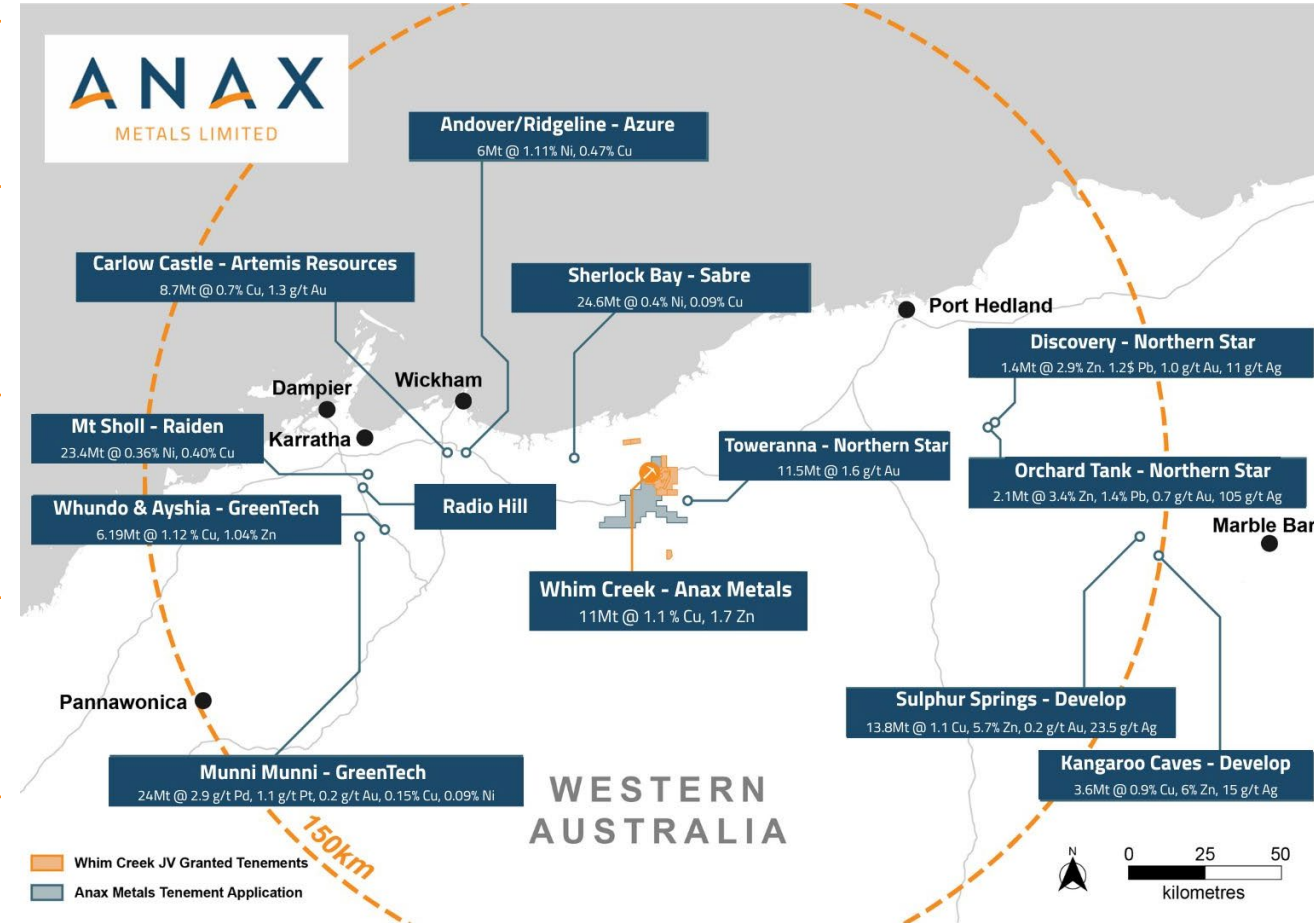 ANAX
METALS LIMITED
Andover/Ridgeline - Azure
6Mt @ 1.11% Ni, 0.47% Cu
Carlow Castle - Artemis Resources
8.7Mt @ 0.7% Cu, 1.3 g/t Au
Sherlock Bay - Sabre
24.6Mt @ 0.4% Ni, 0.09% Cu
Port Hedland
Discovery - Northern Star
1.4Mt @ 2.9% Zn. 1.2$ Pb, 1.0 g/t Au, 11 g/t Ag
Dampier
Wickham
Karratha
Mt Sholl - Raiden
23.4Mt @ 0.36% Ni, 0.40% Cu
Toweranna - Northern Star
11.5Mt @ 1.6 g/t Au
Orchard Tank - Northern Star
2.1Mt @ 3.4% Zn, 1.4% Pb, 0.7 g/t Au, 105 g/t Ag
Whundo & Ayshia - GreenTech
6.19Mt @ 1.12 % Cu, 1.04% Zn
Radio Hill
Marble Bar
Whim Creek - Anax Metals
11Mt @ 1.1 % Cu, 1.7 Zn
Pannawonica
Sulphur Springs - Develop
13.8Mt @ 1.1 Cu, 5.7% Zn, 0.2 g/t Au, 23.5 g/t Ag
Munni Munni - GreenTech
24Mt @ 2.9 g/t Pd, 1.1 g/t Pt, 0.2 g/t Au, 0.15% Cu, 0.09% Ni
Kangaroo Caves - Develop
3.6Mt @ 0.9% Cu, 6% Zn, 15 g/t Ag
WESTERN
AUSTRALIA
150km
Whim Creek JV Granted Tenements
Anax Metals Tenement Application
N
0 25 50
kilometres